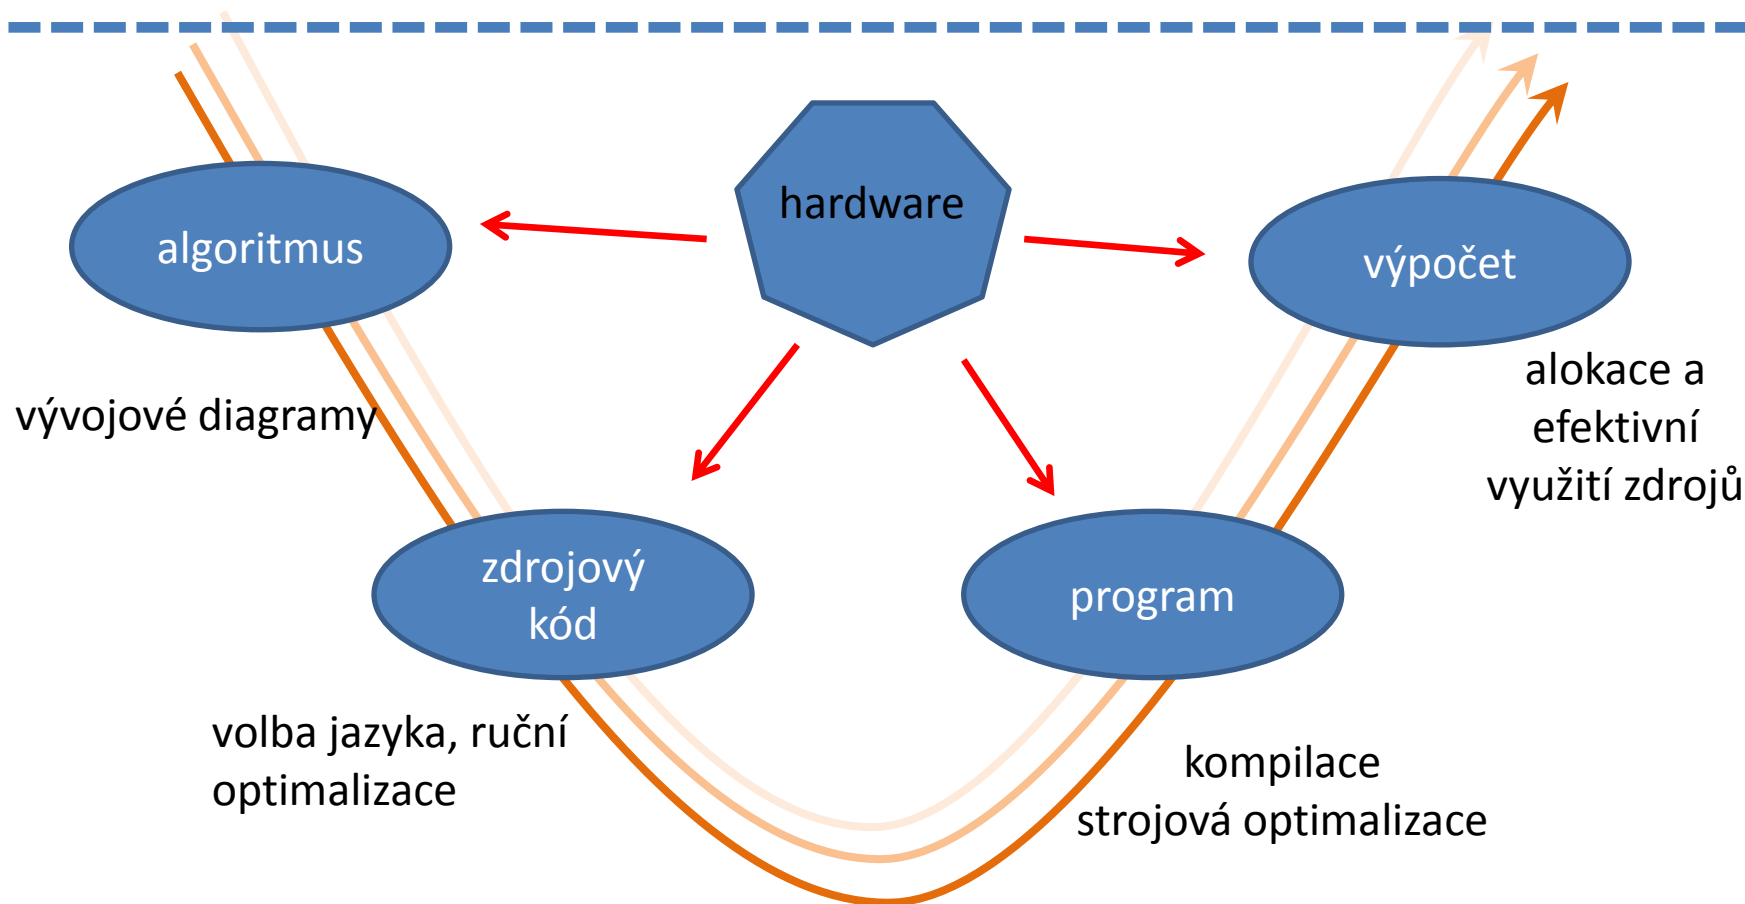 hardware
algoritmus
výpočet
vývojové diagramy
alokace a
efektivní
využití zdrojů
zdrojový
kód
program
volba jazyka, ruční
optimalizace
kompilace
strojová optimalizace